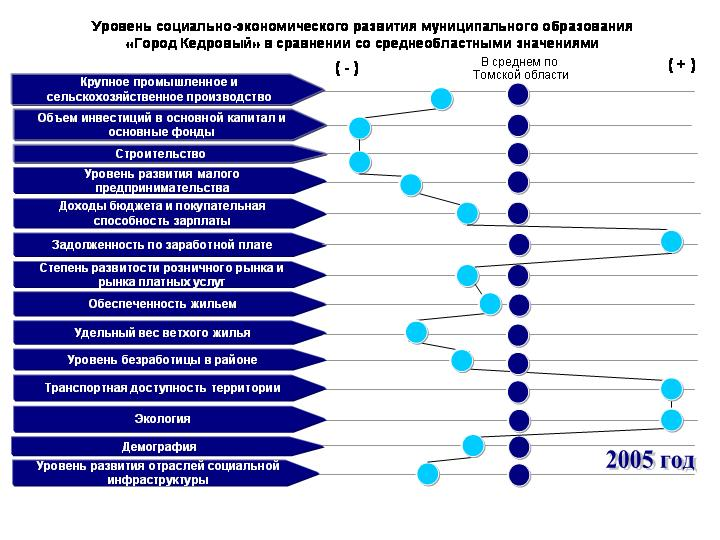 Уровень социально-экономического развития муниципального образования
«Город Кедровый» в сравнении со среднеобластными значениями
( - )
В среднем по
Томской области
( + )
Крупное промышленное и
сельскохозяйственное производство
Объем инвестиций в основной капитал и
основные фонды
Строительство
Уровень развития малого
предпринимательства
Доходы бюджета и покупательная
способность зарплаты
Задолженность по заработной плате
Степень развитости розничного рынка и
рынка платных услуг
Обеспеченность жильем
Удельный вес ветхого жилья
Уровень безработицы в районе
Транспортная доступность территории
Экология
Демография
Уровень развития отраслей социальной
инфраструктуры
2005 год